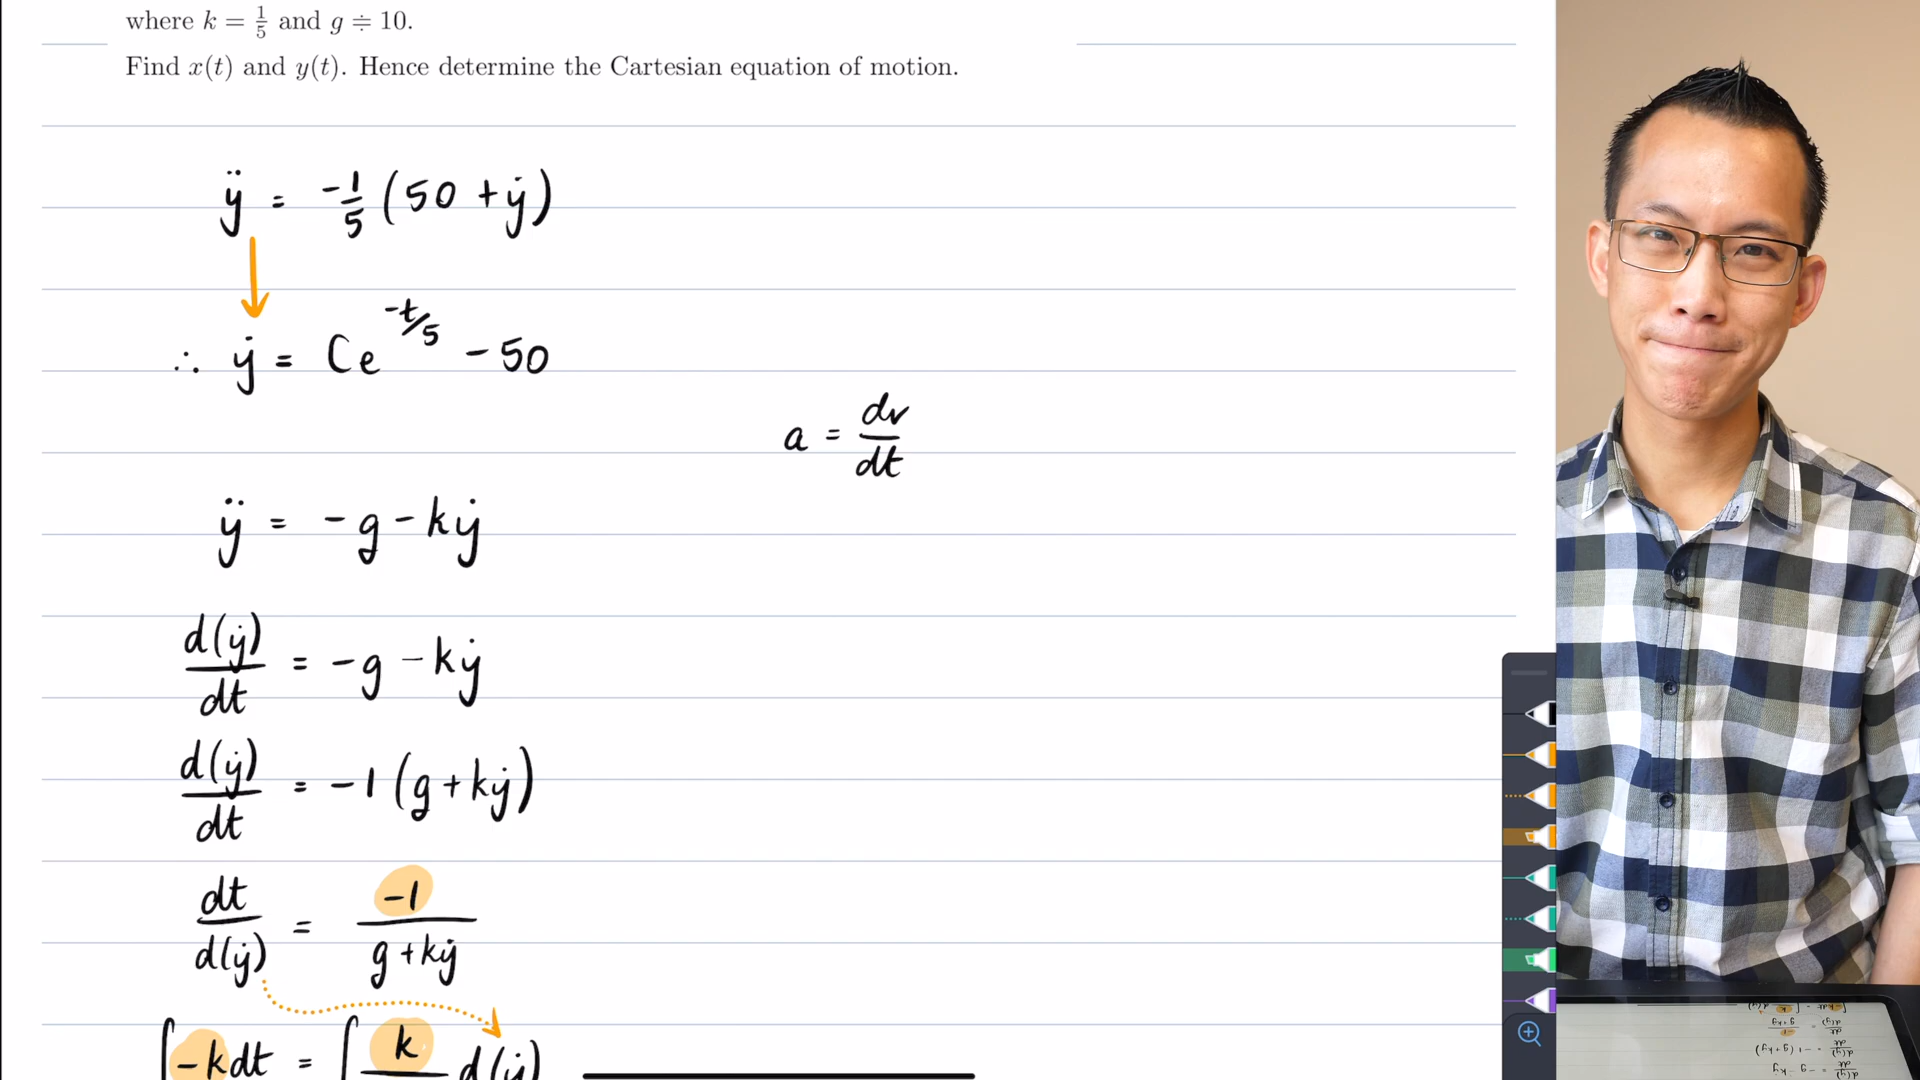 where k = 1/5 and g ≑ 10.
Find x(t) and y(t). Hence determine the Cartesian equation of motion.
ÿ = -1/5 (50 + ẏ)
∴ ẏ = Ce^(-t/5) - 50
a = dv/dt
ÿ = -g - kẏ
d(ẏ)/dt = -g - kẏ
d(ẏ)/dt = -1 (g + kẏ)
dt/d(ẏ) = -1/(g + kẏ)
∫ -k dt = ∫ k d(ẏ)